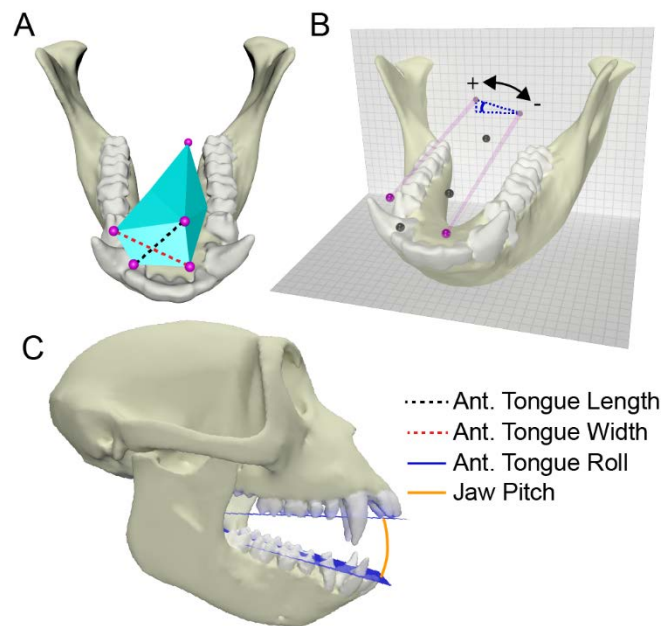 A
B
+
-
C
Ant. Tongue Length
Ant. Tongue Width
Ant. Tongue Roll
Jaw Pitch